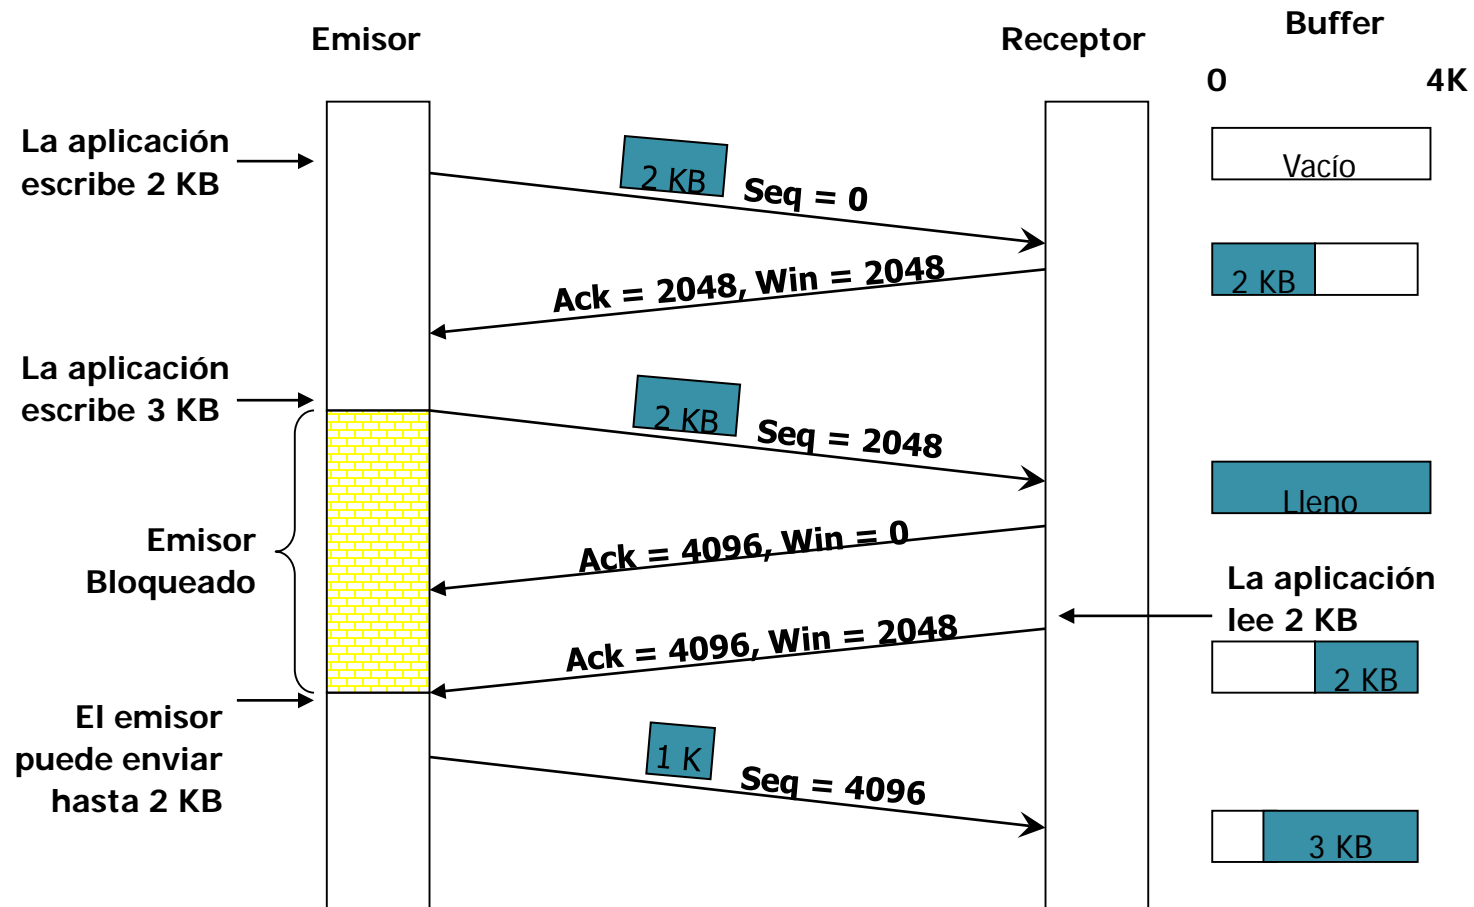 Emisor
Receptor
Buffer
0
4K
La aplicación
escribe 2 KB
2 KB
Seq = 0
Vacío
Ack = 2048, Win = 2048
2 KB
La aplicación
escribe 3 KB
2 KB
Seq = 2048
Lleno
Emisor
Bloqueado
Ack = 4096, Win = 0
La aplicación
lee 2 KB
Ack = 4096, Win = 2048
2 KB
El emisor
puede enviar
hasta 2 KB
1 K
Seq = 4096
3 KB